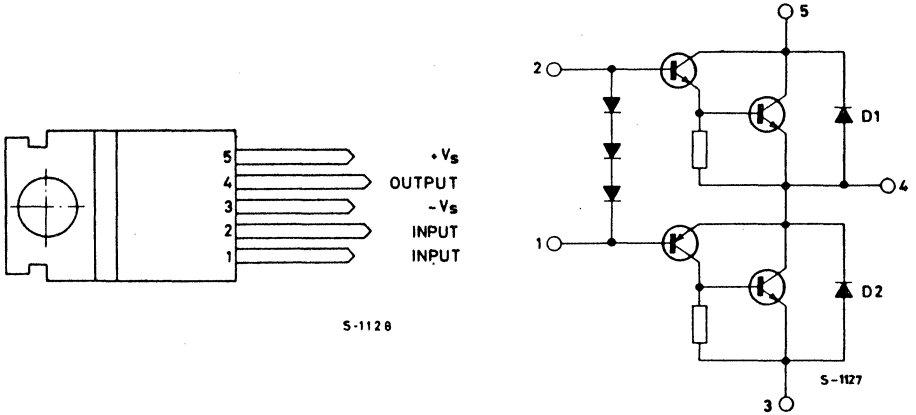 5 +Vs
4 OUTPUT
3 -Vs
2 INPUT
1 INPUT
S-1128
5
2
D1
4
1
D2
S-1127
3